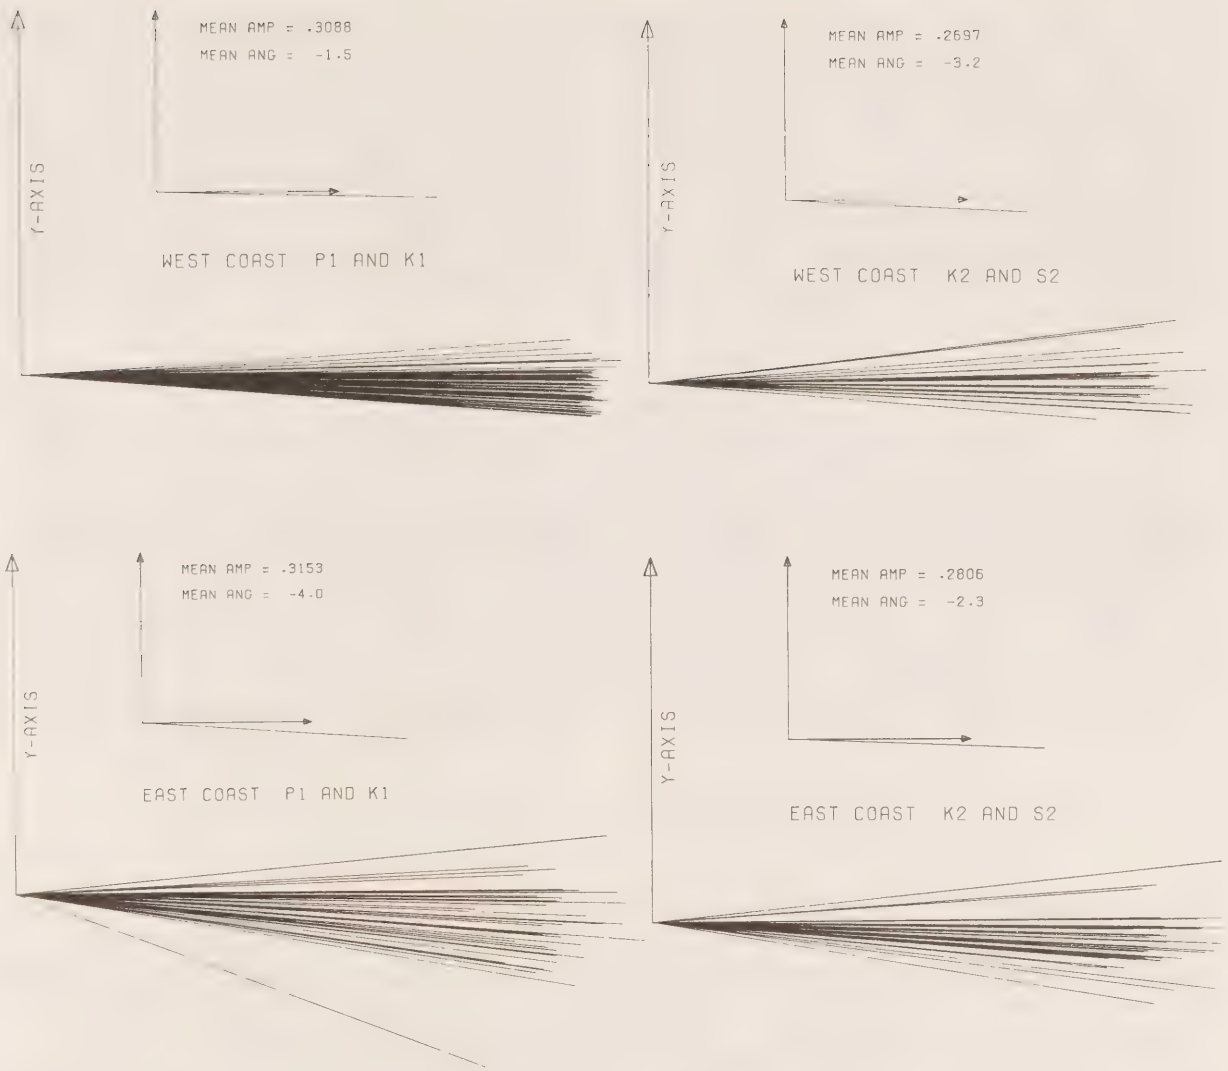 MEAN AMP = .3088
MEAN ANG = -1.5
Y-AXIS
WEST COAST P1 AND K1
MEAN AMP = .2697
MEAN ANG = -3.2
Y-AXIS
WEST COAST K2 AND S2
MEAN AMP = .3153
MEAN ANG = -4.0
Y-AXIS
EAST COAST P1 AND K1
MEAN AMP = .2806
MEAN ANG = -2.3
Y-AXIS
EAST COAST K2 AND S2